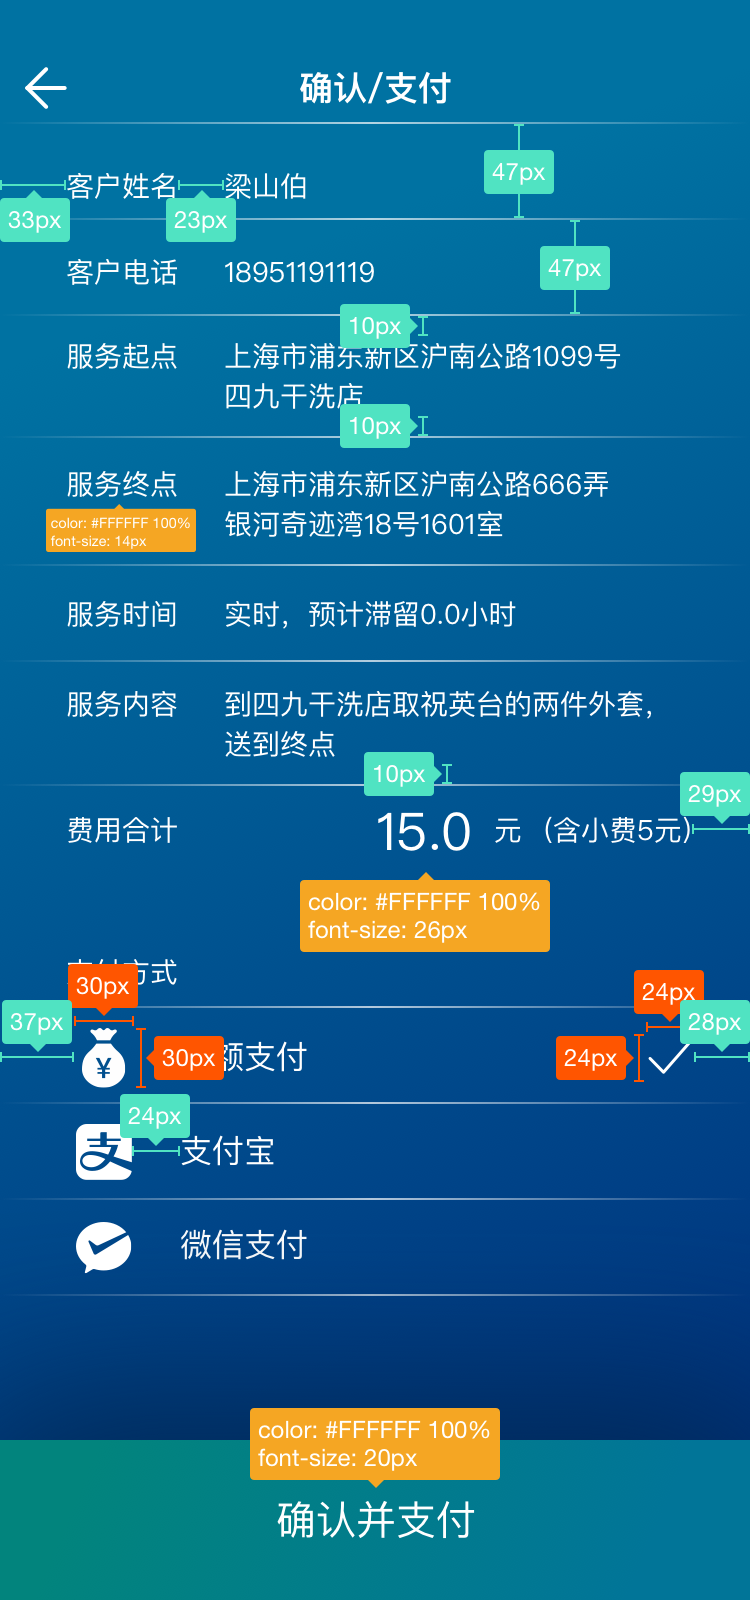 确认/支付
47px
客户姓名 梁山伯
33px 23px
47px
客户电话 18951191119
10px
服务起点 上海市浦东新区沪南公路1099号
四九干洗店
10px
服务终点 上海市浦东新区沪南公路666弄
银河奇迹湾18号1601室
color: #FFFFFF 100%
font-size: 14px
服务时间 实时，预计滞留0.0小时
服务内容 到四九干洗店取祝英台的两件外套，
送到终点
10px
29px
费用合计 15.0 元 （含小费5元）
color: #FFFFFF 100%
font-size: 26px
方式
30px 24px
37px 28px
¥ 30px 额支付 24px
24px
支 支付宝
微信支付
color: #FFFFFF 100%
font-size: 20px
确认并支付